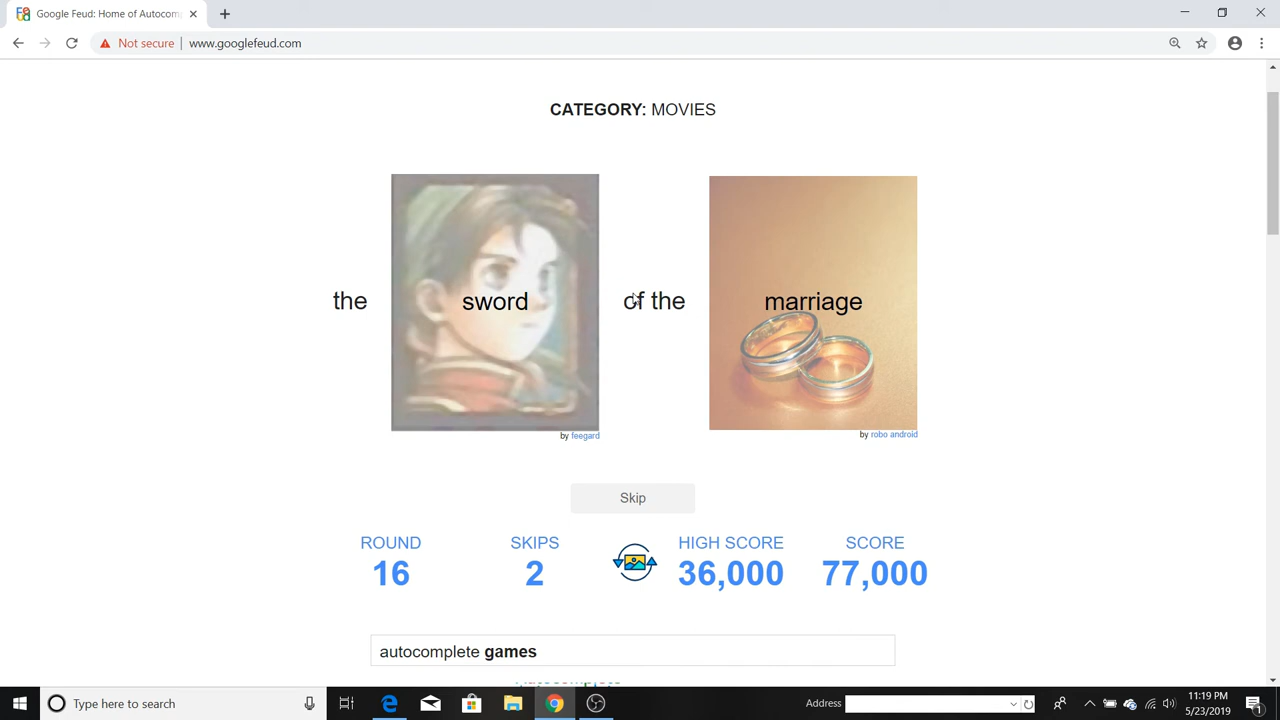 Google Feud: Home of Autocom
Not secure
www.googlefeud.com
CATEGORY: MOVIES
the sword of the marriage
by feegard
by robo android
Skip
ROUND SKIPS HIGH SCORE SCORE
16 2 36,000 77,000
autocomplete games
Type here to search
Address
11:19 PM
5/23/2019
1